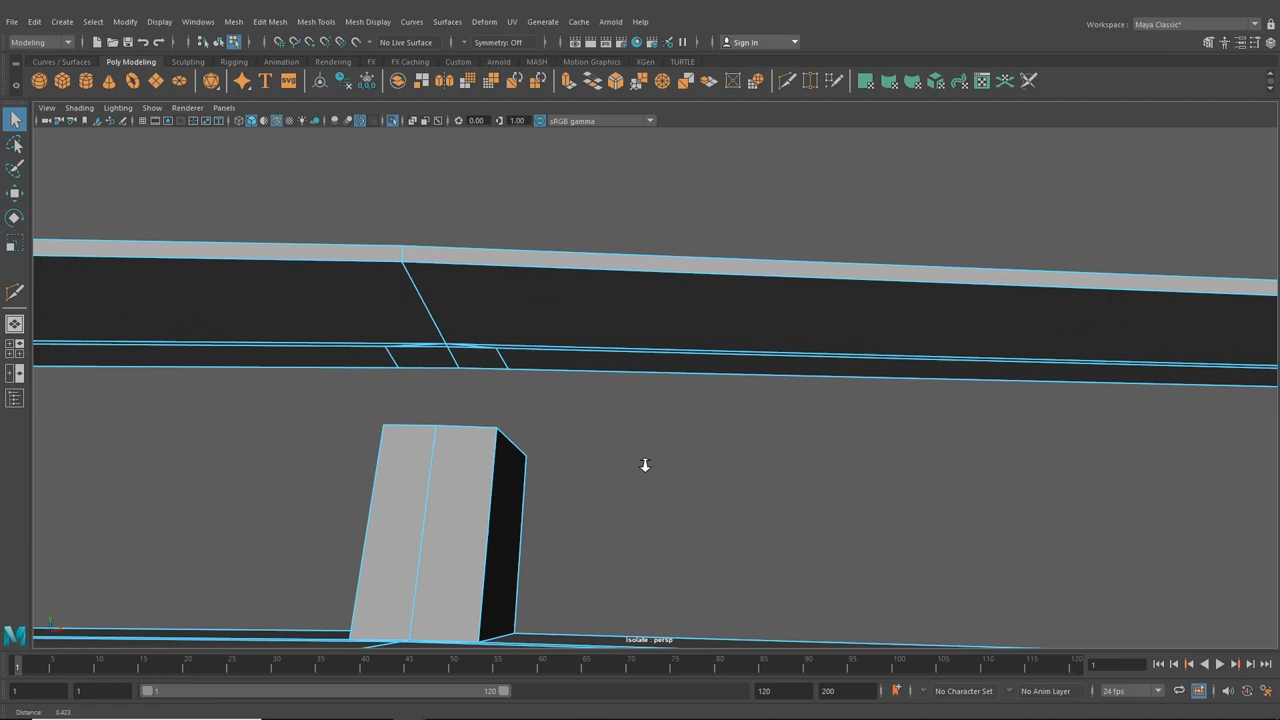 File Edit Create Select Modify Display Windows Mesh Edit Mesh Mesh Tools Mesh Display Curves Surfaces Deform UV Generate Cache Arnold Help
Workspace : Maya Classic*
Modeling No Live Surface Symmetry: Off Sign In
Curves / Surfaces Poly Modeling Sculpting Rigging Animation Rendering FX FX Caching Custom Arnold MASH Motion Graphics XGen TURTLE
T SVG
View Shading Lighting Show Renderer Panels
0.00 1.00 sRGB gamma
Isolate : persp
1 5 10 15 20 25 30 35 40 45 50 55 60 65 70 75 80 85 90 95 100 105 110 115 120 1
1 1 1 120 120 200 No Character Set No Anim Layer 24 fps
Distance: 0.423